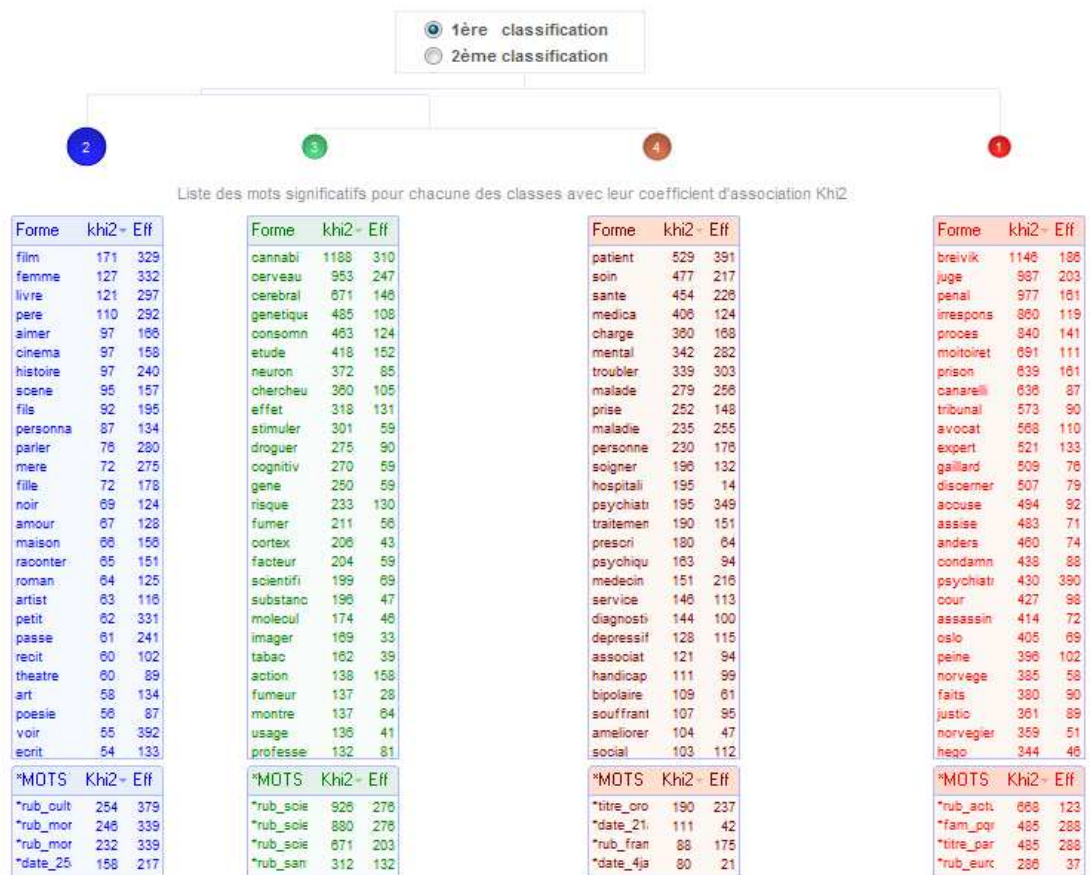 1ère classification
2ème classification
2 3 4 1
Liste des mots significatifs pour chacune des classes avec leur coefficient d'association Khi2
Forme khi2 Eff
film 171 329
femme 127 332
livre 121 297
pere 110 292
aimer 97 166
cinema 97 158
histoire 97 240
scene 95 157
fils 92 195
personna 87 134
parler 76 280
mere 72 275
fille 72 178
noir 69 124
amour 67 128
maison 66 156
raconter 65 151
roman 64 125
artist 63 116
petit 62 331
passe 61 241
recit 60 102
theatre 60 89
art 58 134
poesie 56 87
voir 55 392
ecrit 54 133
*MOTS Khi2 Eff
*rub_cult 254 379
*rub_mor 246 339
*rub_mor 232 339
*date_25 158 217
Forme khi2 Eff
cannabi 1188 310
cerveau 953 247
cerebral 671 146
genetique 485 108
consomn 463 124
etude 418 152
neuron 372 85
chercheu 360 105
effet 318 131
stimuler 301 59
droguer 275 90
cognitiv 270 59
gene 250 59
risque 233 130
fumer 211 56
cortex 206 43
facteur 204 59
scientifi 199 69
substanc 196 47
molecul 174 46
imager 169 33
tabac 162 39
action 138 158
fumeur 137 28
montre 137 64
usage 136 41
professe 132 81
*MOTS Khi2 Eff
*rub_scie 926 276
*rub_scie 880 276
*rub_scie 671 203
*rub_san 312 132
Forme khi2 Eff
patient 529 391
soin 477 217
sante 454 226
medica 406 124
charge 360 168
mental 342 282
troubler 339 303
malade 279 256
prise 252 148
maladie 235 255
personne 230 176
soigner 196 132
hospitali 195 14
psychiatr 195 349
traitemen 190 151
prescri 180 64
psychiqu 163 94
medecin 151 216
service 146 113
diagnosti 144 100
depressif 128 115
associat 121 94
handicap 111 99
bipolaire 109 61
souffrant 107 95
ameliorer 104 47
social 103 112
*MOTS Khi2 Eff
*titre_cro 190 237
*date_21 111 42
*rub_fran 88 175
*date_4ja 80 21
Forme khi2 Eff
breivik 1146 186
juge 987 203
penal 977 161
irrespons 860 119
proces 840 141
moitoiret 691 111
prison 639 161
canarelli 636 87
tribunal 573 90
avocat 568 110
expert 521 133
gaillard 509 76
discerner 507 79
accuse 494 92
assise 483 71
anders 460 74
condamn 438 88
psychiatr 430 390
cour 427 98
assassin 414 72
oslo 405 69
peine 396 102
norvege 385 58
faits 380 90
justic 361 89
norvegier 359 51
hego 344 46
*MOTS Khi2 Eff
*rub_actu 668 123
*fam_pqr 485 288
*titre_par 485 288
*rub_euro 286 37